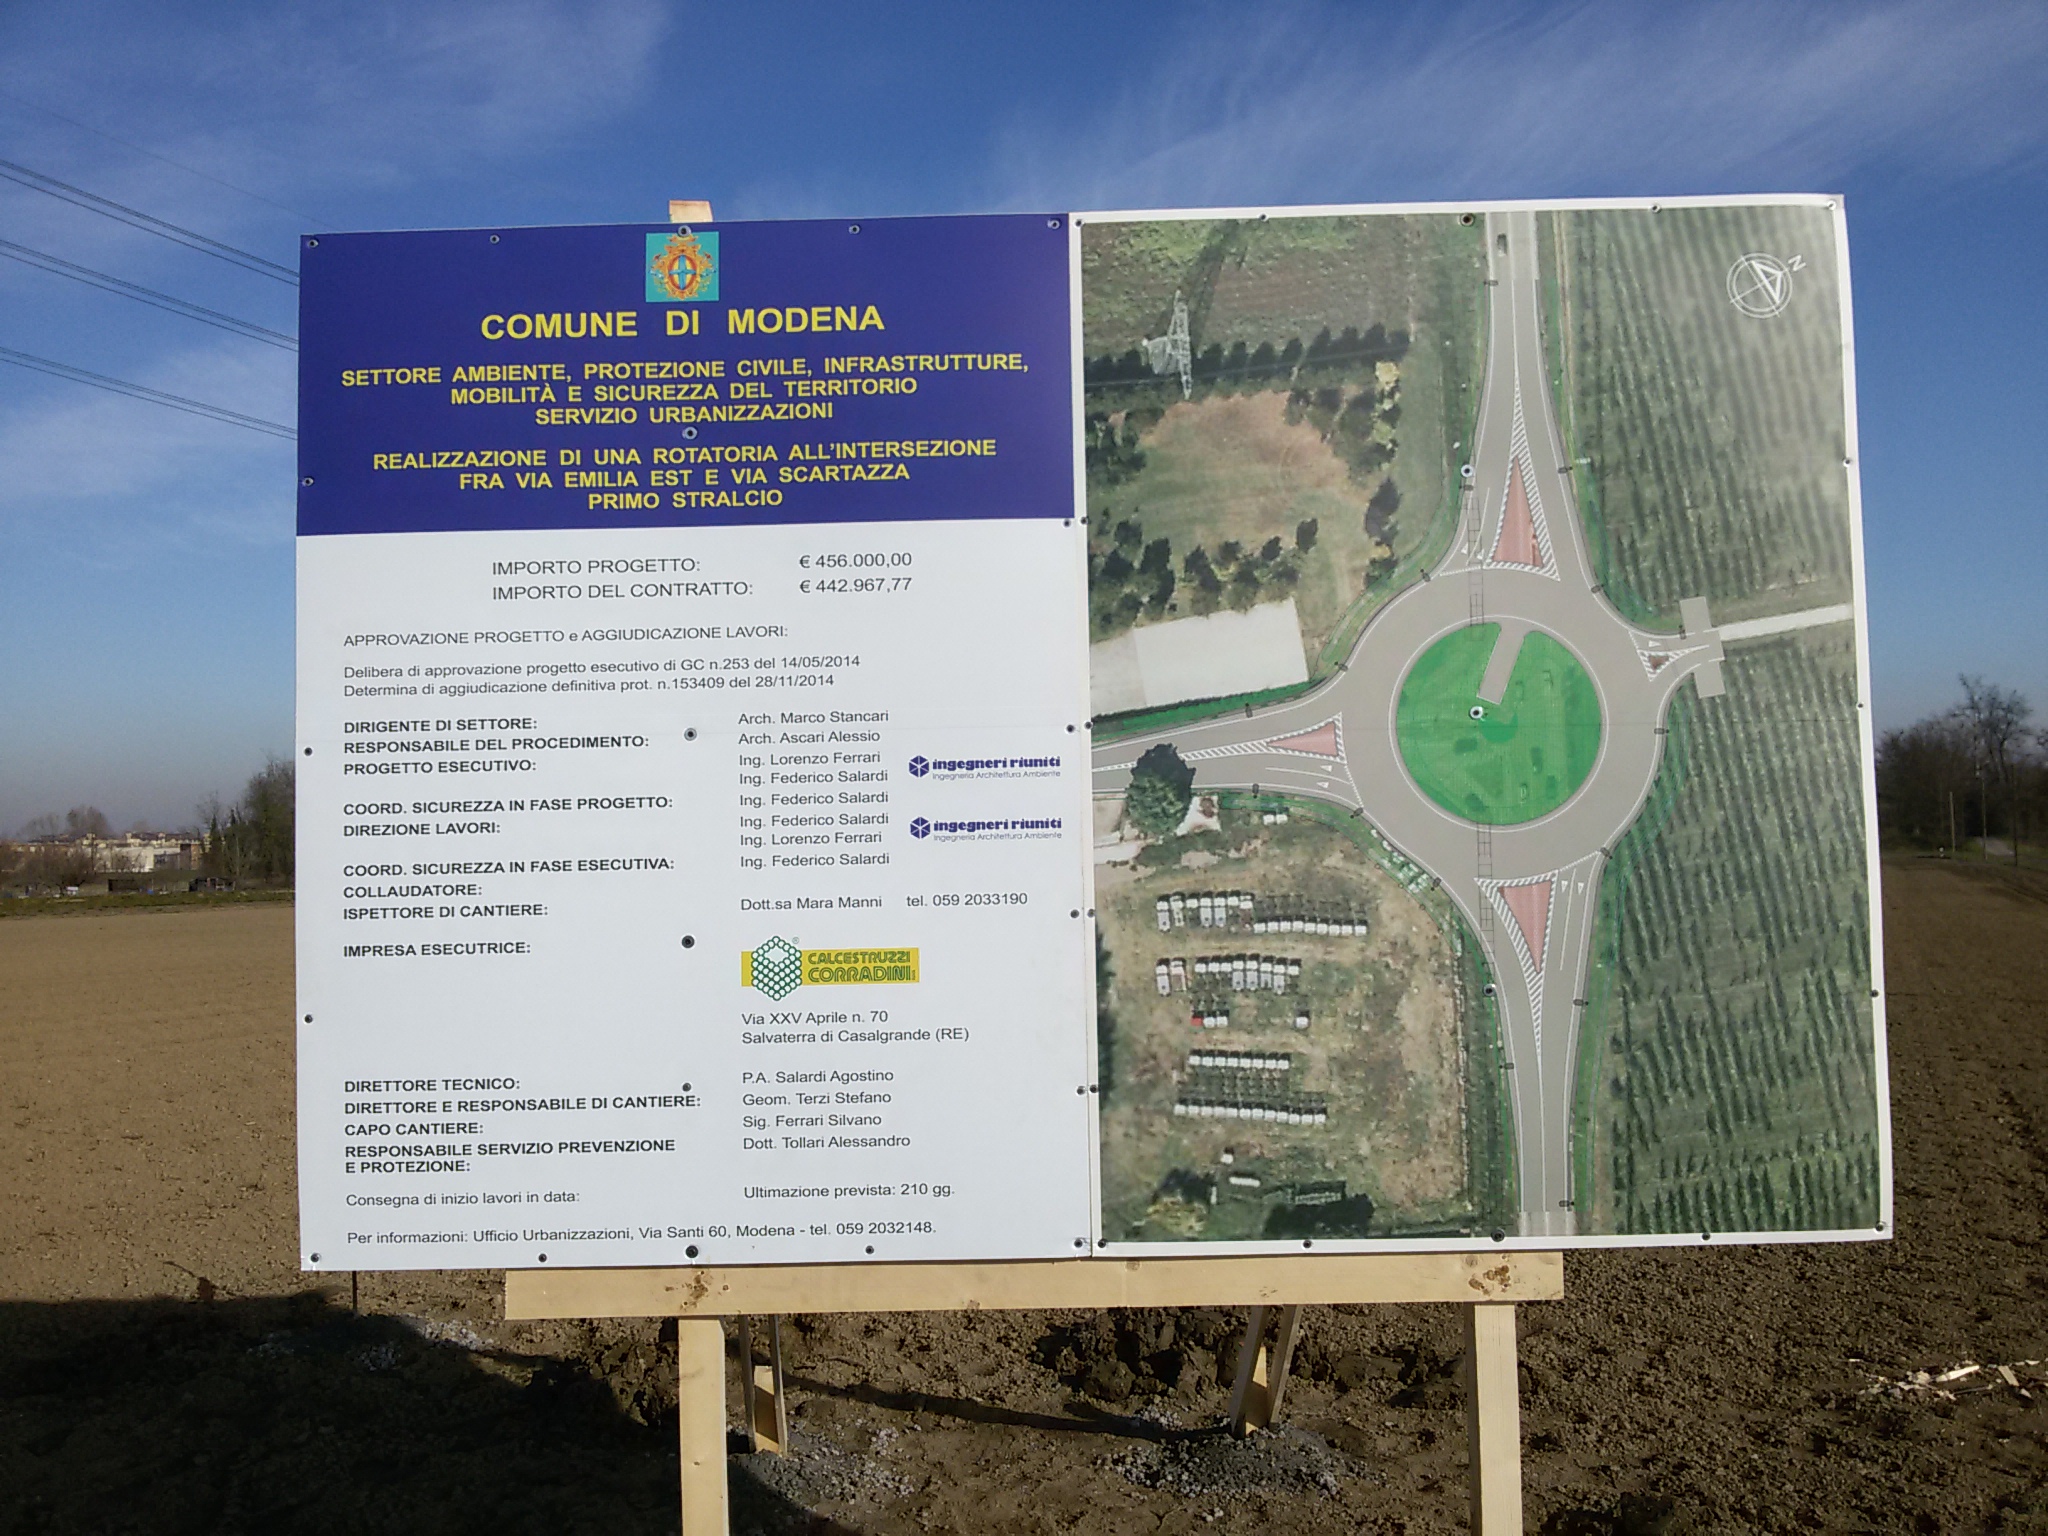 COMUNE DI MODENA
SETTORE AMBIENTE, PROTEZIONE CIVILE, INFRASTRUTTURE,
MOBILITÀ E SICUREZZA DEL TERRITORIO
SERVIZIO URBANIZZAZIONI
REALIZZAZIONE DI UNA ROTATORIA ALL'INTERSEZIONE
FRA VIA EMILIA EST E VIA SCARTAZZA
PRIMO STRALCIO
IMPORTO PROGETTO: € 456.000,00
IMPORTO DEL CONTRATTO: € 442.967,77
APPROVAZIONE PROGETTO e AGGIUDICAZIONE LAVORI:
Delibera di approvazione progetto esecutivo di GC n.253 del 14/05/2014
Determina di aggiudicazione definitiva prot. n.153409 del 28/11/2014
DIRIGENTE DI SETTORE: Arch. Marco Stancari
RESPONSABILE DEL PROCEDIMENTO: Arch. Ascari Alessio
PROGETTO ESECUTIVO: Ing. Lorenzo Ferrari
Ing. Federico Salardi
ingegneri riuniti
Ingegneria Architettura Ambiente
COORD. SICUREZZA IN FASE PROGETTO: Ing. Federico Salardi
DIREZIONE LAVORI: Ing. Federico Salardi
Ing. Lorenzo Ferrari
ingegneri riuniti
Ingegneria Architettura Ambiente
COORD. SICUREZZA IN FASE ESECUTIVA: Ing. Federico Salardi
COLLAUDATORE:
ISPETTORE DI CANTIERE: Dott.sa Mara Manni tel. 059 2033190
IMPRESA ESECUTRICE:
CALCESTRUZZI
CORRADINI
Via XXV Aprile n. 70
Salvaterra di Casalgrande (RE)
DIRETTORE TECNICO: P.A. Salardi Agostino
DIRETTORE E RESPONSABILE DI CANTIERE: Geom. Terzi Stefano
CAPO CANTIERE: Sig. Ferrari Silvano
RESPONSABILE SERVIZIO PREVENZIONE Dott. Tollari Alessandro
E PROTEZIONE:
Consegna di inizio lavori in data: Ultimazione prevista: 210 gg.
Per informazioni: Ufficio Urbanizzazioni, Via Santi 60, Modena - tel. 059 2032148.
N